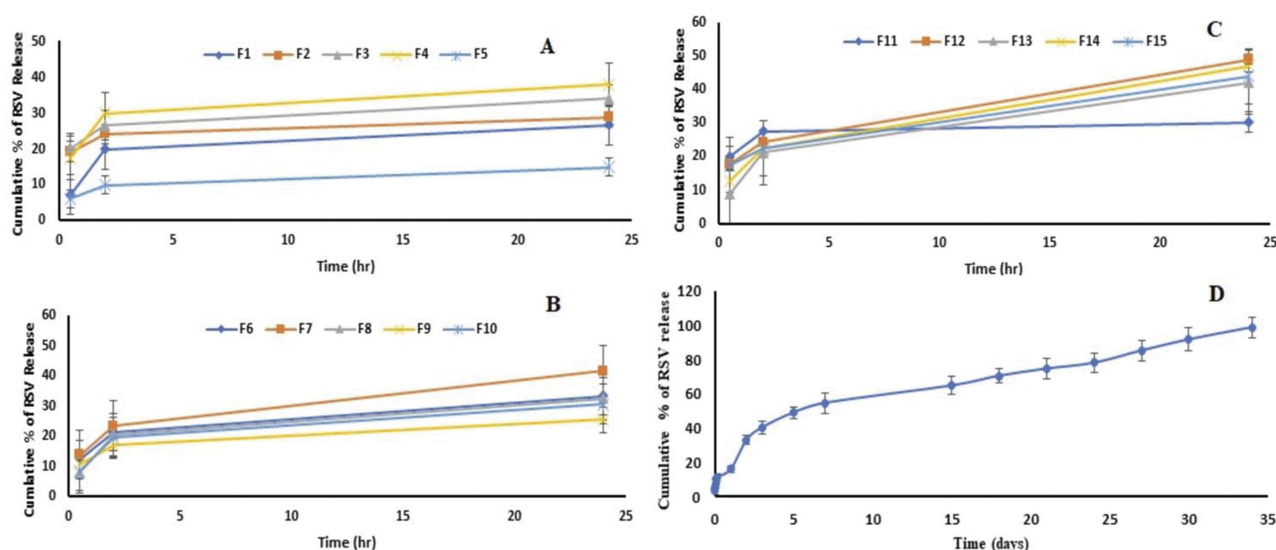 A
Cumulative % of RSV Release
50
40
30
20
10
0
F1 F2 F3 F4 F5
0 5 10 15 20 25
Time (hr)
B
Cumlative % of RSV Release
60
50
40
30
20
10
0
F6 F7 F8 F9 F10
0 5 10 15 20 25
Time (hr)
C
Cumulative % of RSV Release
60
50
40
30
20
10
0
F11 F12 F13 F14 F15
0 5 10 15 20 25
Time (hr)
D
Cumulative % of RSV release
120
100
80
60
40
20
0
0 5 10 15 20 25 30 35
Time (days)